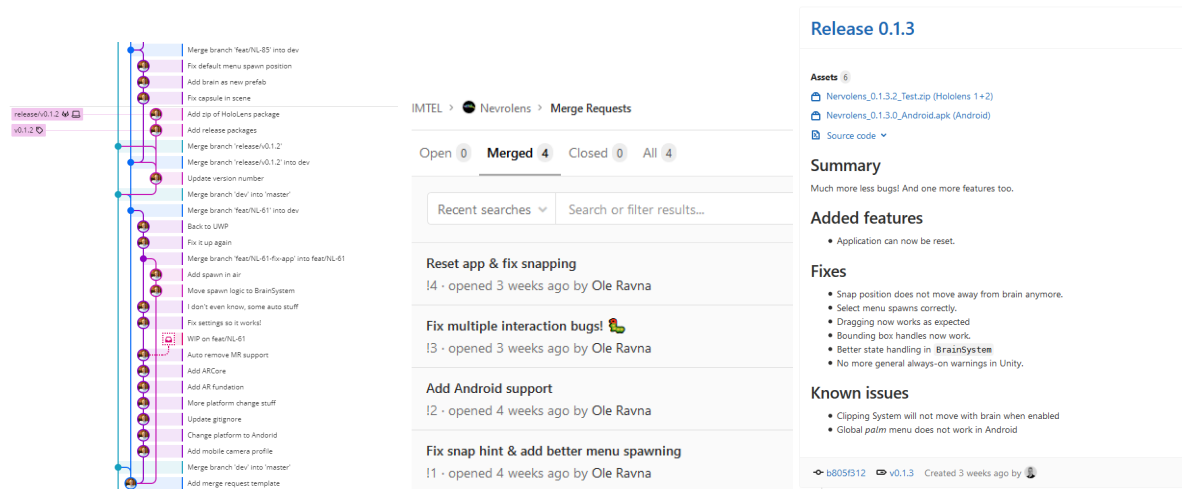 Merge branch 'feat/NL-85' into dev
Fix default menu spawn position
Add brain as new prefab
Fix capsule in scene
release/v0.1.2
Add zip of HoloLens package
v0.1.2
Add release packages
Merge branch 'release/v0.1.2'
Merge branch 'release/v0.1.2' into dev
Update version number
Merge branch 'dev' into 'master'
Merge branch 'feat/NL-61' into dev
Back to UWP
Fix it up again
Merge branch 'feat/NL-61-fix-app' into feat/NL-61
Add spawn in air
Move spawn logic to BrainSystem
I don't even know, some auto stuff
Fix settings so it works!
WIP on feat/NL-61
Auto remove MR support
Add ARCore
Add AR fundation
More platform change stuff
Update gitignore
Change platform to Andorid
Add mobile camera profile
Merge branch 'dev' into 'master'
Add merge request template
IMTEL > Nevrolens > Merge Requests
Open 0 Merged 4 Closed 0 All 4
Recent searches Search or filter results...
Reset app & fix snapping
!4 · opened 3 weeks ago by Ole Ravna
Fix multiple interaction bugs! 🐛
!3 · opened 3 weeks ago by Ole Ravna
Add Android support
!2 · opened 4 weeks ago by Ole Ravna
Fix snap hint & add better menu spawning
!1 · opened 4 weeks ago by Ole Ravna
Release 0.1.3
Assets 6
Nervolens_0.1.3.2_Test.zip (Hololens 1+2)
Nevrolens_0.1.3.0_Android.apk (Android)
Source code
Summary
Much more less bugs! And one more features too.
Added features
• Application can now be reset.
Fixes
• Snap position does not move away from brain anymore.
• Select menu spawns correctly.
• Dragging now works as expected
• Bounding box handles now work.
• Better state handling in BrainSystem
• No more general always-on warnings in Unity.
Known issues
• Clipping System will not move with brain when enabled
• Global palm menu does not work in Android
b805f312 v0.1.3 Created 3 weeks ago by